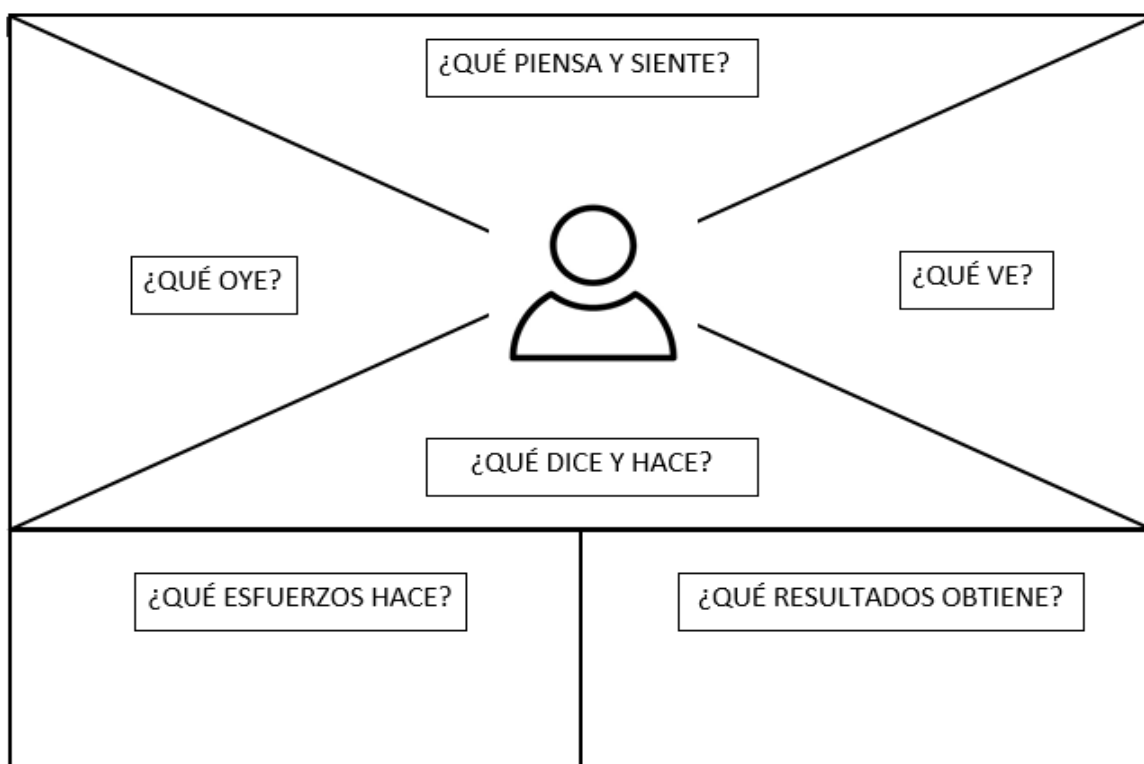 ¿QUÉ PIENSA Y SIENTE?
¿QUÉ OYE?
¿QUÉ VE?
¿QUÉ DICE Y HACE?
¿QUÉ ESFUERZOS HACE?
¿QUÉ RESULTADOS OBTIENE?